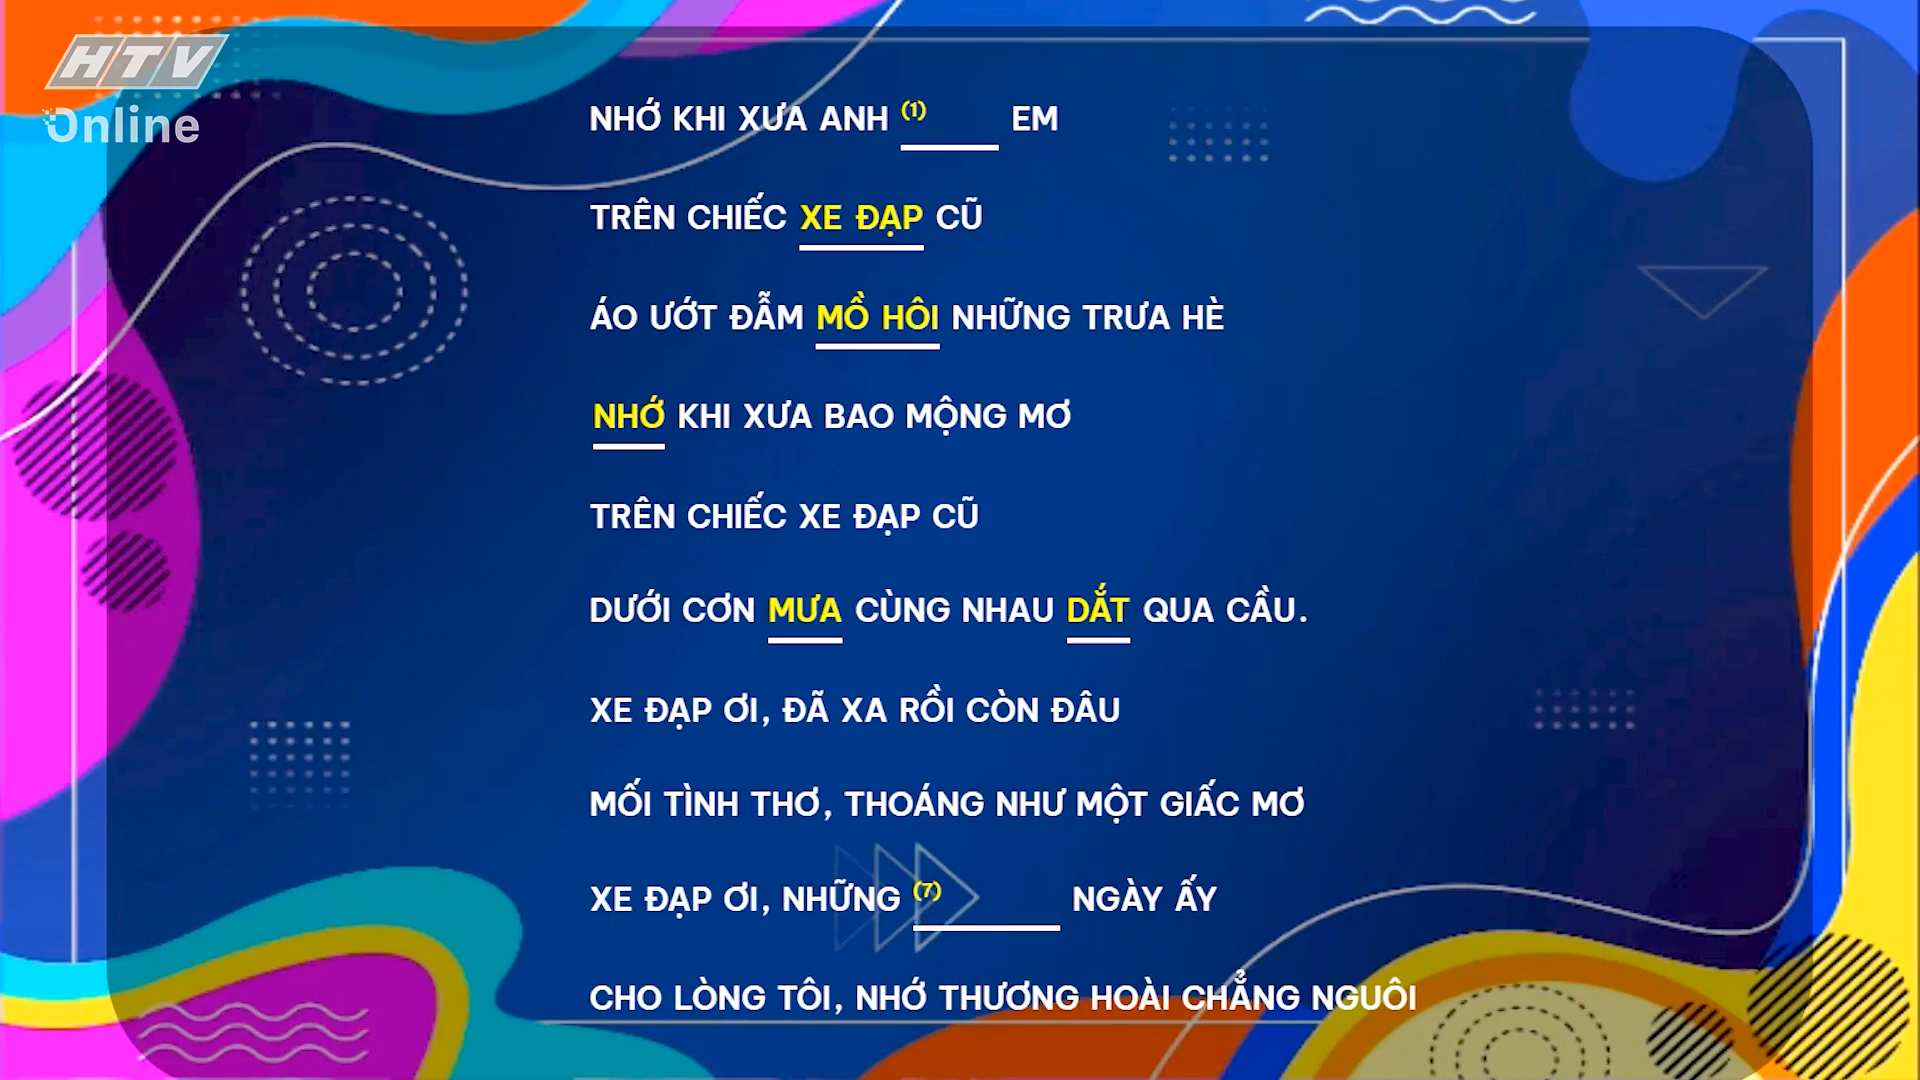 HTV
Online
NHỚ KHI XƯA ANH (1)____ EM
TRÊN CHIẾC XE ĐẠP CŨ
ÁO ƯỚT ĐẪM MỒ HÔI NHỮNG TRƯA HÈ
NHỚ KHI XƯA BAO MỘNG MƠ
TRÊN CHIẾC XE ĐẠP CŨ
DƯỚI CƠN MƯA CÙNG NHAU DẮT QUA CẦU.
XE ĐẠP ƠI, ĐÃ XA RỒI CÒN ĐÂU
MỐI TÌNH THƠ, THOÁNG NHƯ MỘT GIẤC MƠ
XE ĐẠP ƠI, NHỮNG (7)______ NGÀY ẤY
CHO LÒNG TÔI, NHỚ THƯƠNG HOÀI CHẲNG NGUÔI